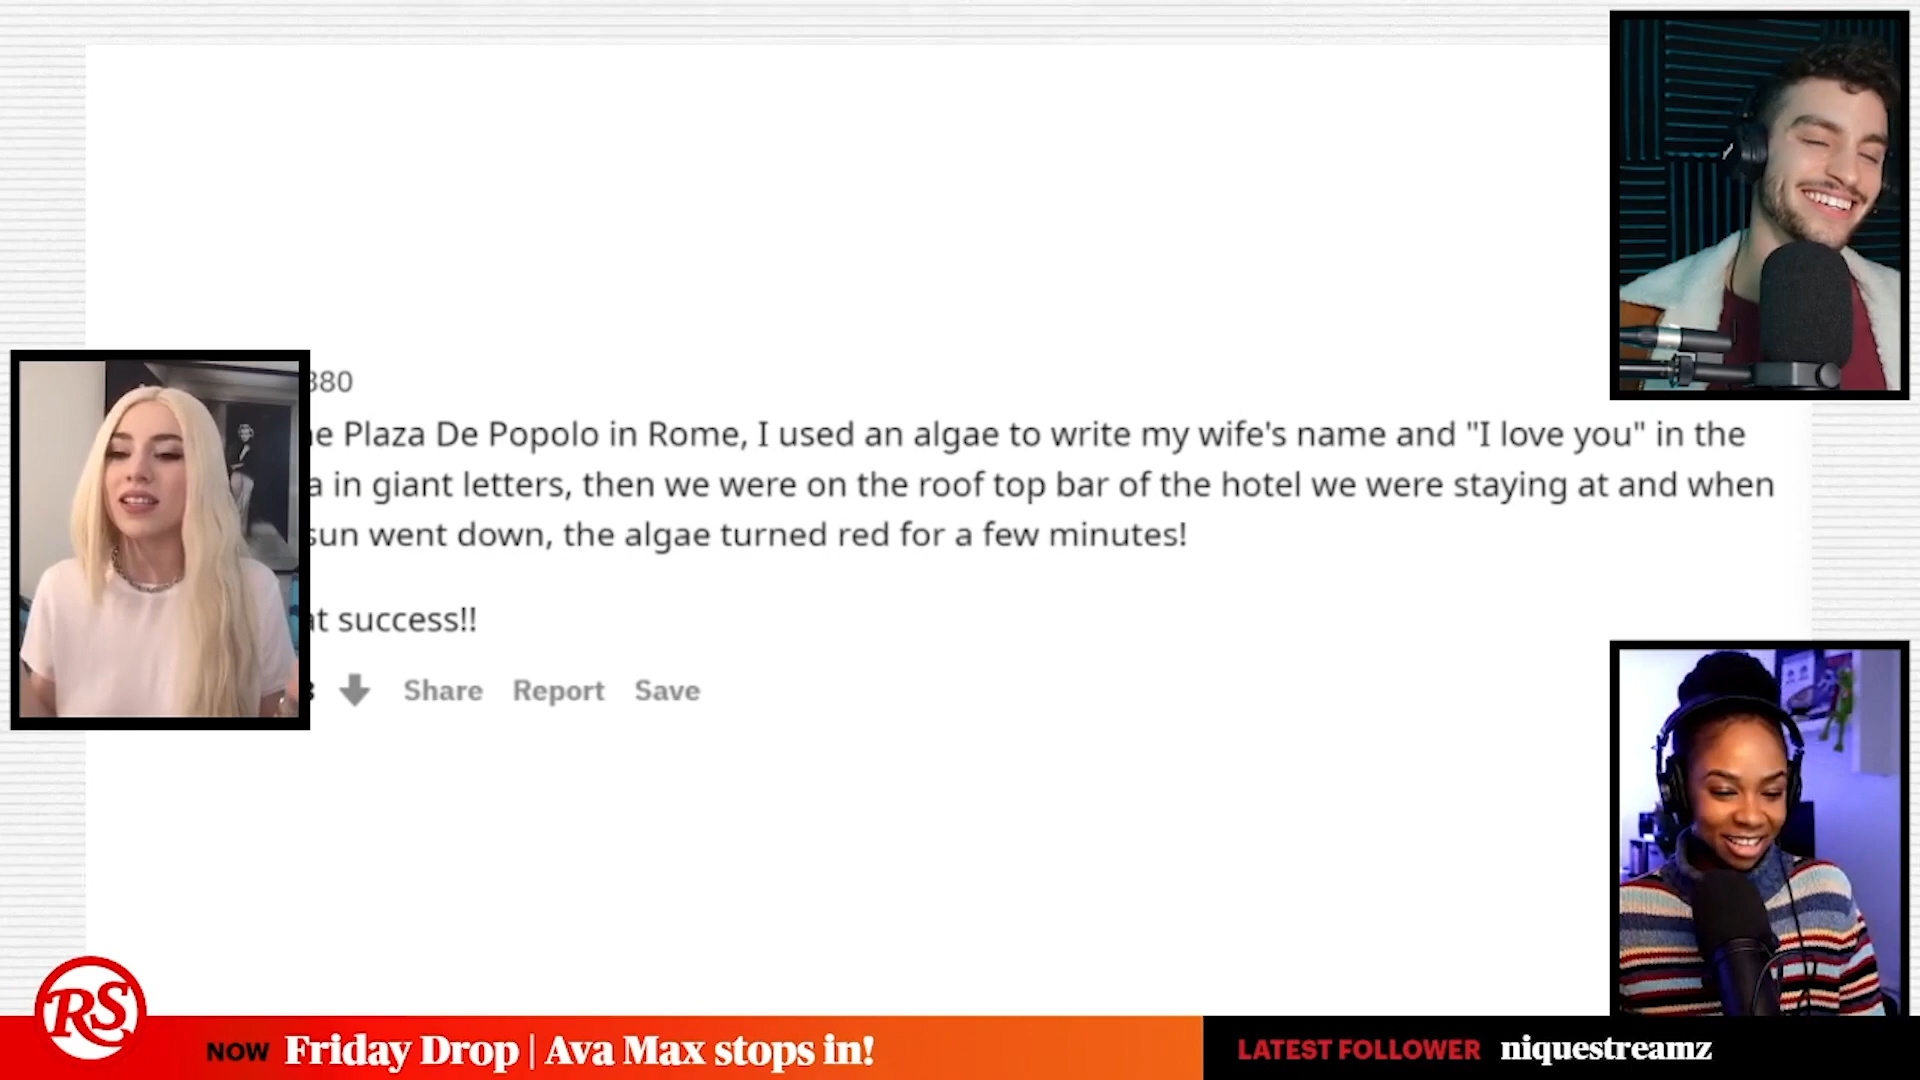 380
Plaza De Popolo in Rome, I used an algae to write my wife's name and "I love you" in the
in giant letters, then we were on the roof top bar of the hotel we were staying at and when
sun went down, the algae turned red for a few minutes!
success!!
Share Report Save
RS
NOW Friday Drop | Ava Max stops in!
LATEST FOLLOWER niquestreamz